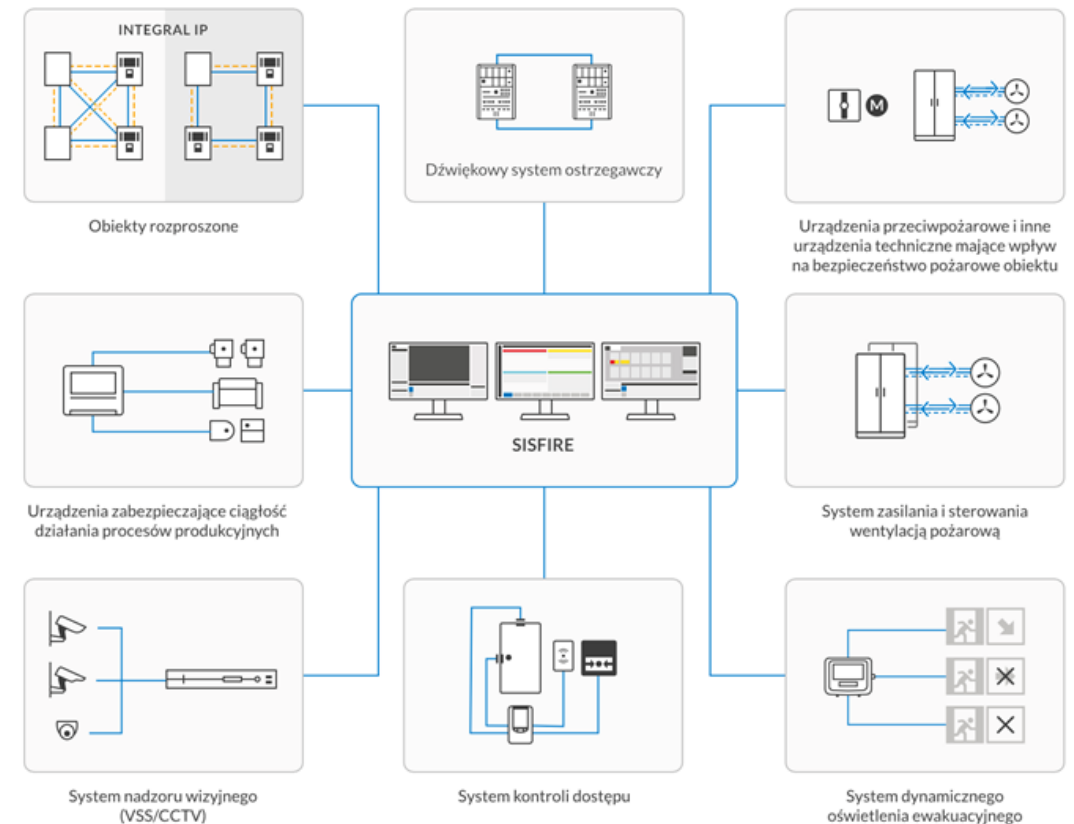 INTEGRAL IP
Obiekty rozproszone
Dźwiękowy system ostrzegawczy
M
Urządzenia przeciwpożarowe i inne
urządzenia techniczne mające wpływ
na bezpieczeństwo pożarowe obiektu
Urządzenia zabezpieczające ciągłość
działania procesów produkcyjnych
SISFIRE
System zasilania i sterowania
wentylacją pożarową
System nadzoru wizyjnego
(VSS/CCTV)
System kontroli dostępu
System dynamicznego
oświetlenia ewakuacyjnego